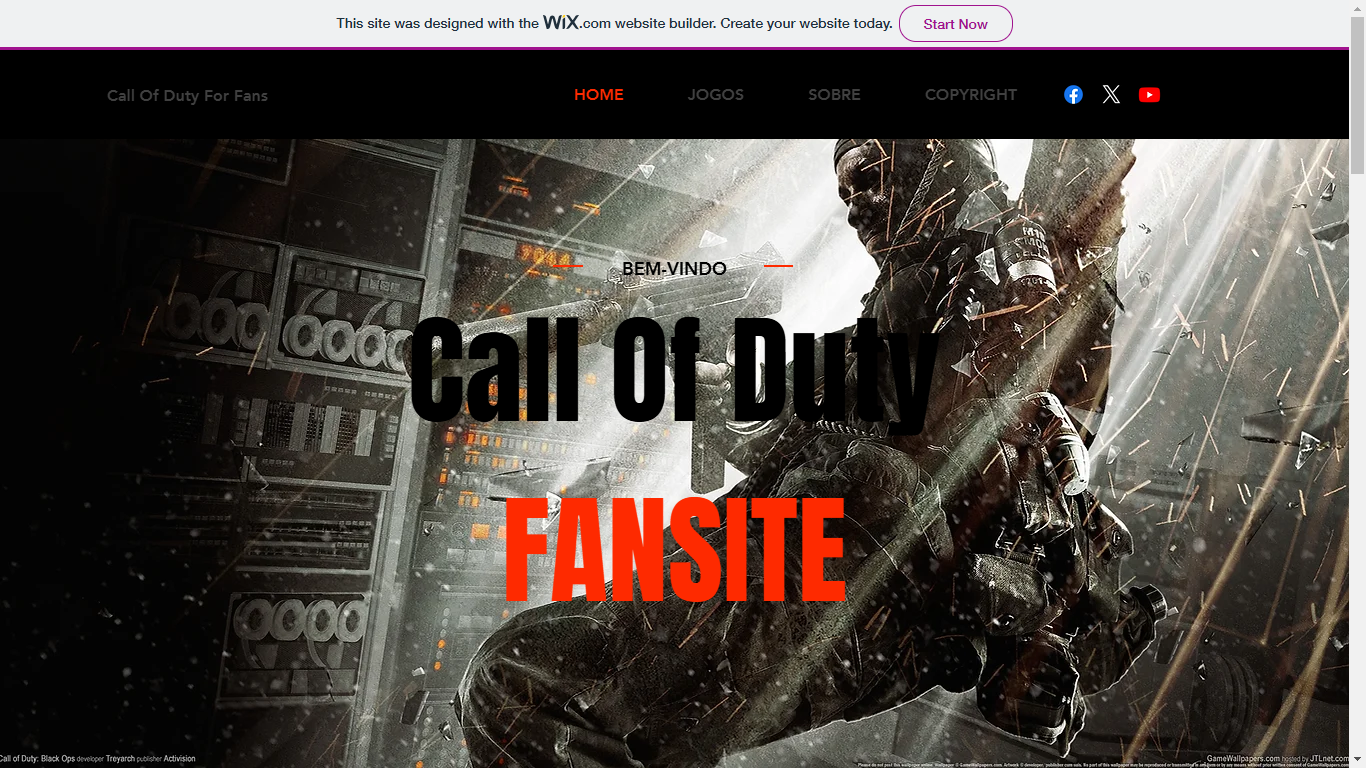 This site was designed with the WiX.com website builder. Create your website today. Start Now
Call Of Duty For Fans HOME JOGOS SOBRE COPYRIGHT
BEM-VINDO
Call Of Duty
FANSITE
Call of Duty: Black Ops developer Treyarch publisher Activision
GameWallpapers.com hosted by JTLnet.com